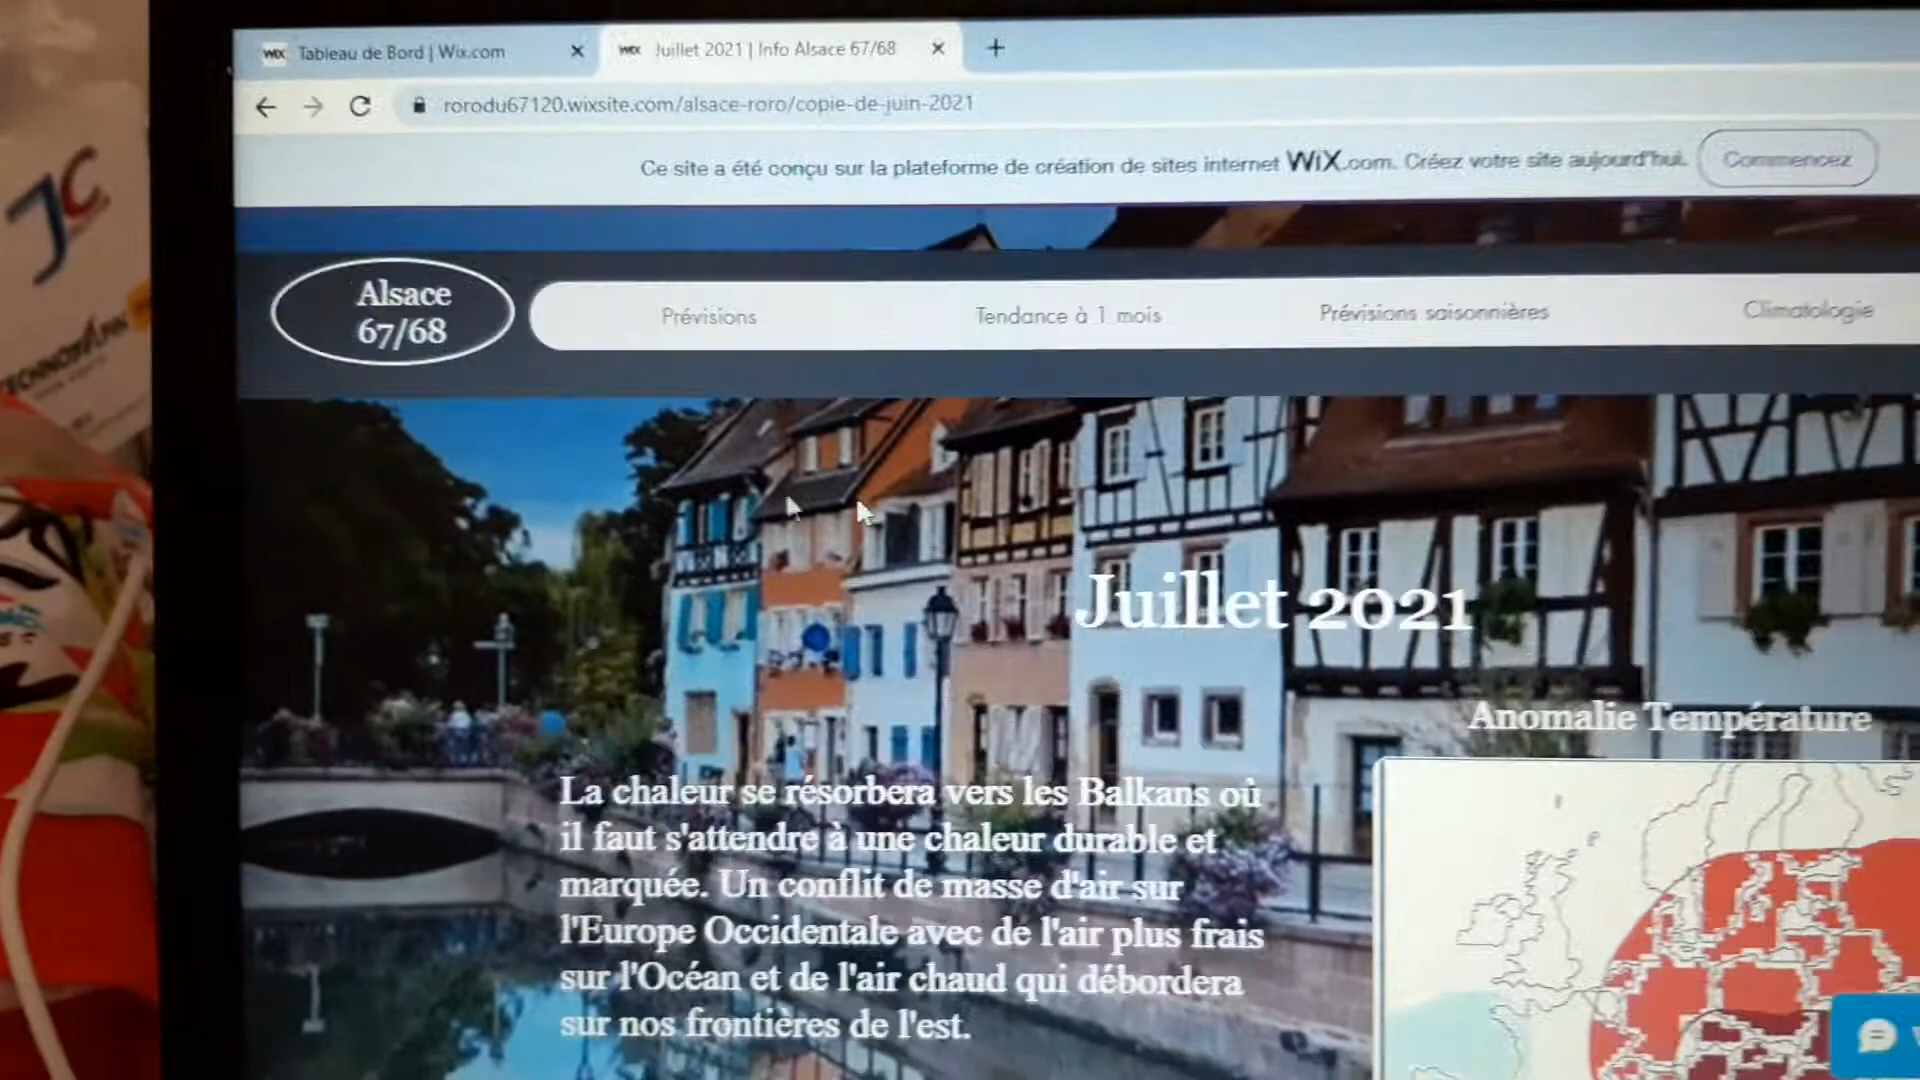 WiX Tableau de Bord | Wix.com
WiX Juillet 2021 | Info Alsace 67/68
rorodu67120.wixsite.com/alsace-roro/copie-de-juin-2021
Ce site a été conçu sur la plateforme de création de sites internet WiX.com. Créez votre site aujourd'hui. Commencez
JC
Alsace
67/68
Prévisions
Tendance à 1 mois
Prévisions saisonnières
Climatologie
Juillet 2021
Anomalie Température
La chaleur se résorbera vers les Balkans où
il faut s'attendre à une chaleur durable et
marquée. Un conflit de masse d'air sur
l'Europe Occidentale avec de l'air plus frais
sur l'Océan et de l'air chaud qui débordera
sur nos frontières de l'est.